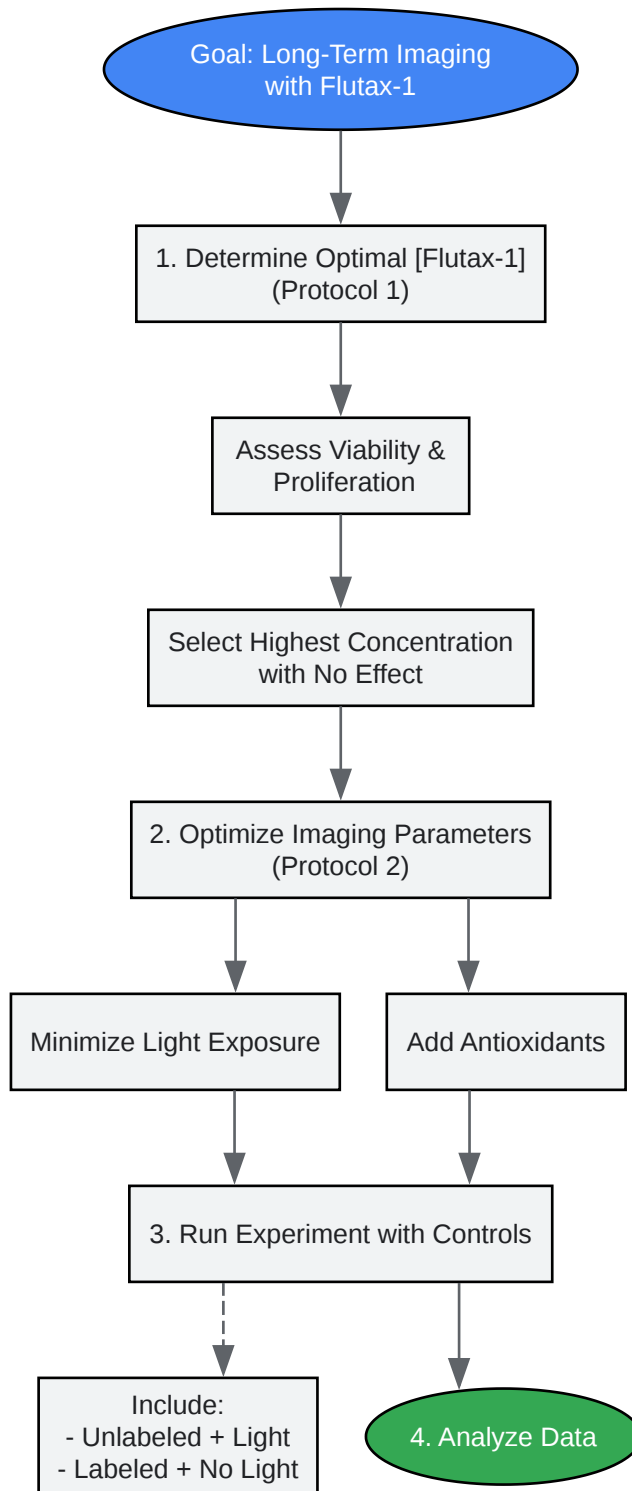 Goal: Long-Term Imaging
with Flutax-1
1. Determine Optimal [Flutax-1]
(Protocol 1)
Assess Viability &
Proliferation
Select Highest Concentration
with No Effect
2. Optimize Imaging Parameters
(Protocol 2)
Minimize Light Exposure
Add Antioxidants
3. Run Experiment with Controls
Include:
- Unlabeled + Light
- Labeled + No Light
4. Analyze Data